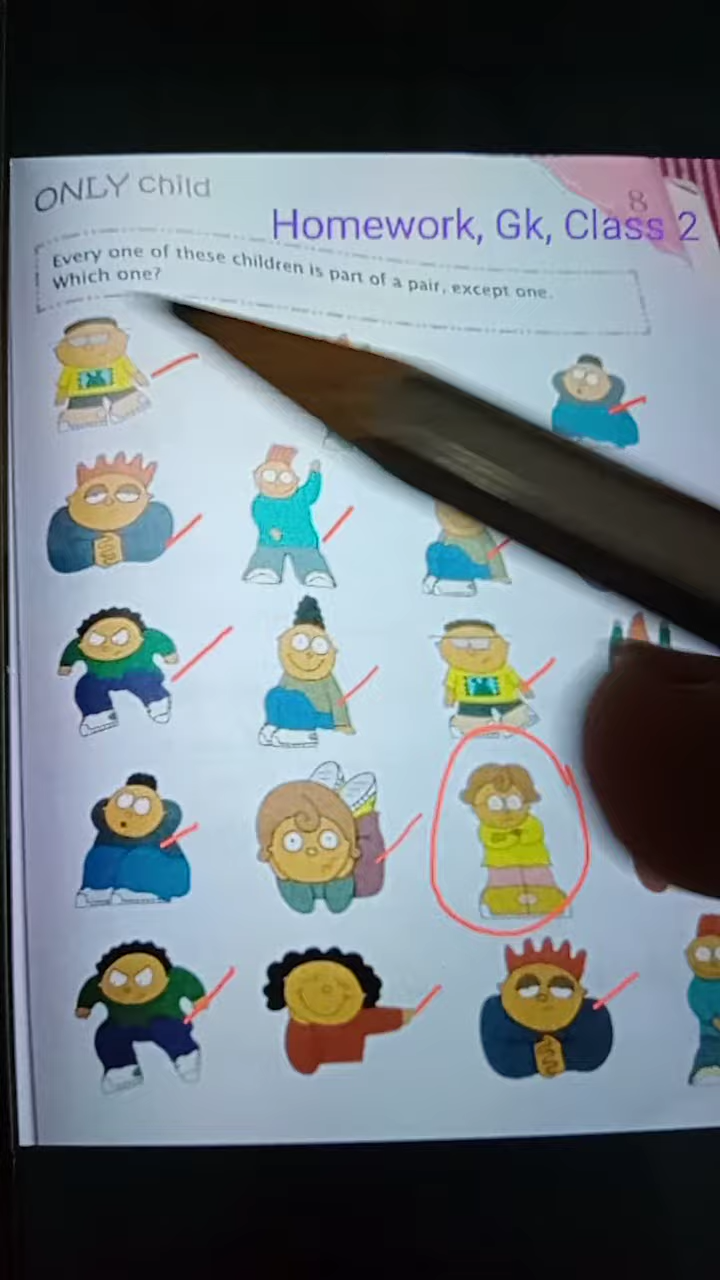 ONLY child
8
Homework, Gk, Class 2
Every one of these children is part of a pair, except one.
Which one?